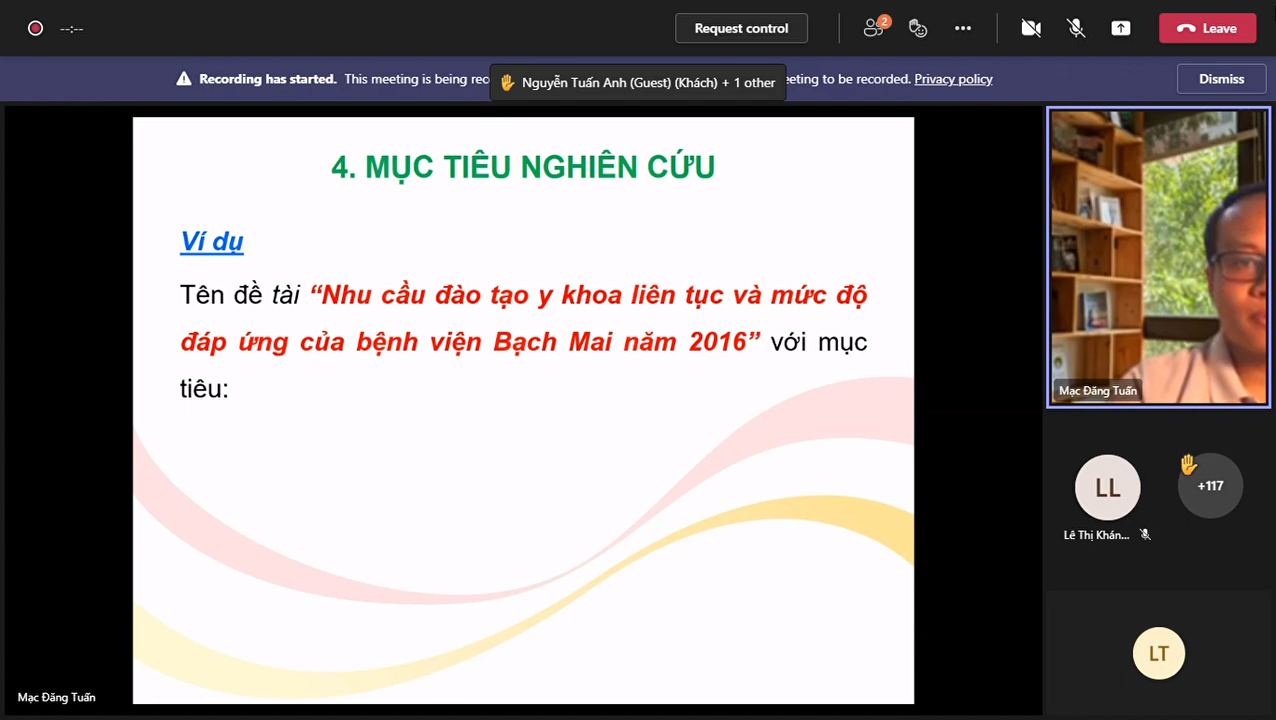 --:--
Request control
2
Leave
Recording has started. This meeting is being rec
eeting to be recorded. Privacy policy
Dismiss
Nguyễn Tuấn Anh (Guest) (Khách) + 1 other
4. MỤC TIÊU NGHIÊN CỨU
Ví dụ
Tên đề tài “Nhu cầu đào tạo y khoa liên tục và mức độ
đáp ứng của bệnh viện Bạch Mai năm 2016” với mục
tiêu:
Mạc Đăng Tuấn
Mạc Đăng Tuấn
LL
+117
Lê Thị Khán...
LT